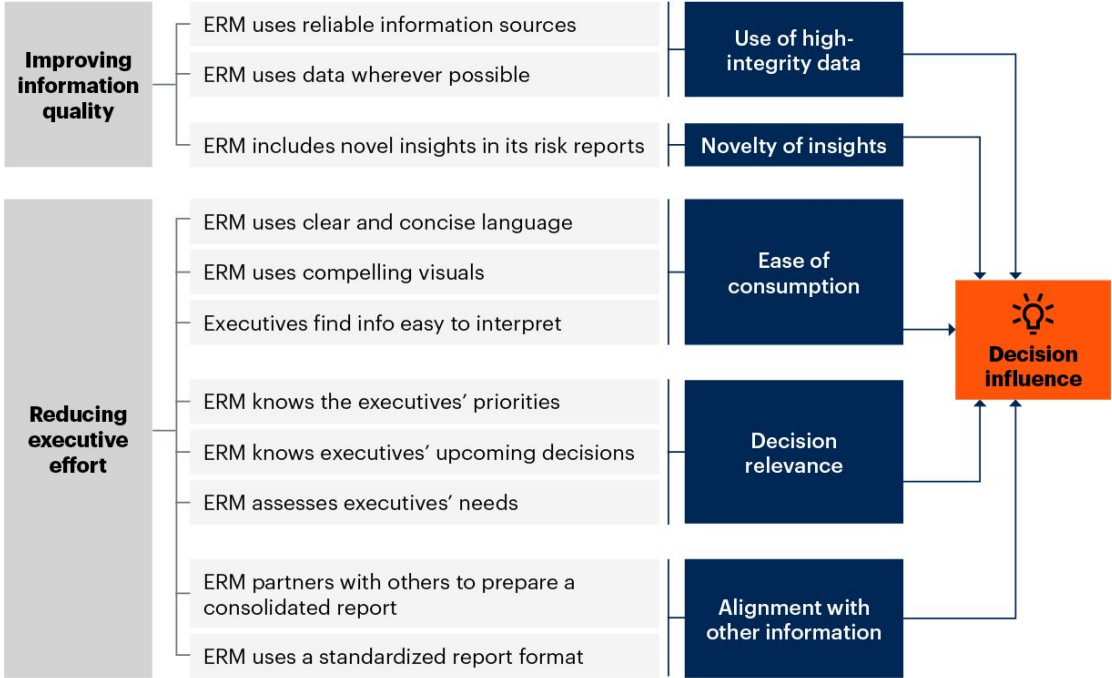 Improving
information
quality
ERM uses reliable information sources
ERM uses data wherever possible
ERM includes novel insights in its risk reports
Use of high-
integrity data
Novelty of insights
Reducing
executive
effort
ERM uses clear and concise language
ERM uses compelling visuals
Executives find info easy to interpret
Ease of
consumption
ERM knows the executives’ priorities
ERM knows executives’ upcoming decisions
ERM assesses executives’ needs
Decision
relevance
ERM partners with others to prepare a
consolidated report
ERM uses a standardized report format
Alignment with
other information
Decision
influence